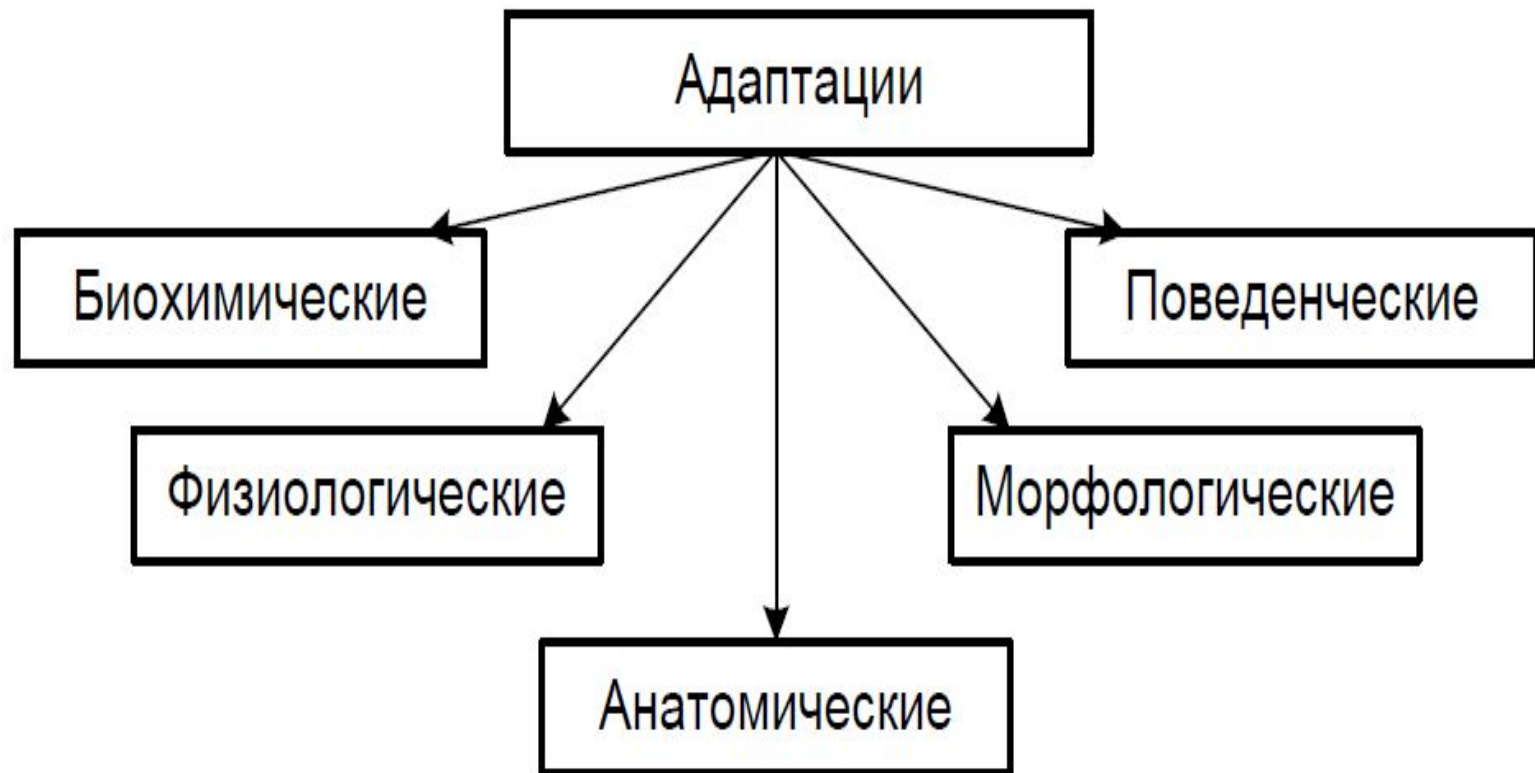 Адаптации
Биохимические
Поведенческие
Физиологические
Морфологические
Анатомические